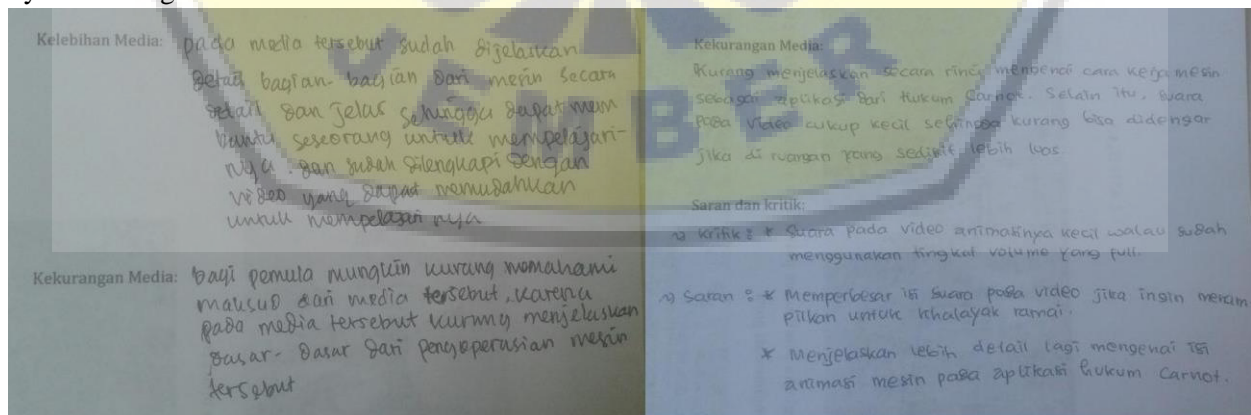 Kelebihan Media: pada media tersebut sudah dijelaskan
detail bagian-bagian dari mesin secara
detail dan jelas sehingga dapat mem
bantu seseorang untuk mempelajari-
nya. dan sudah dilengkapi dengan
video yang dapat memudahkan
untuk mempelajari nya
Kekurangan Media: bagi pemula mungkin kurang memahami
maksud dari media tersebut, karena
pada media tersebut kurang menjelaskan
dasar-dasar dari pengoperasian mesin
tersebut
Kekurangan Media:
Kurang menjelaskan secara rinci cara kerja mesin
sebagai aplikasi dari Hukum Carnot. Selain itu, suara
pada video cukup kecil sehingga kurang bisa didengar
jika di ruangan yang sedikit lebih luas
Saran dan kritik:
kritik : * Suara pada video animasinya kecil walau sudah
menggunakan tingkat volume yang full.
Saran : * Memperbesar isi suara pada video jika ingin menam
pilkan untuk khalayak ramai.
* Menjelaskan lebih detail lagi mengenai isi
animasi mesin pada aplikasi hukum Carnot.
JEMBER